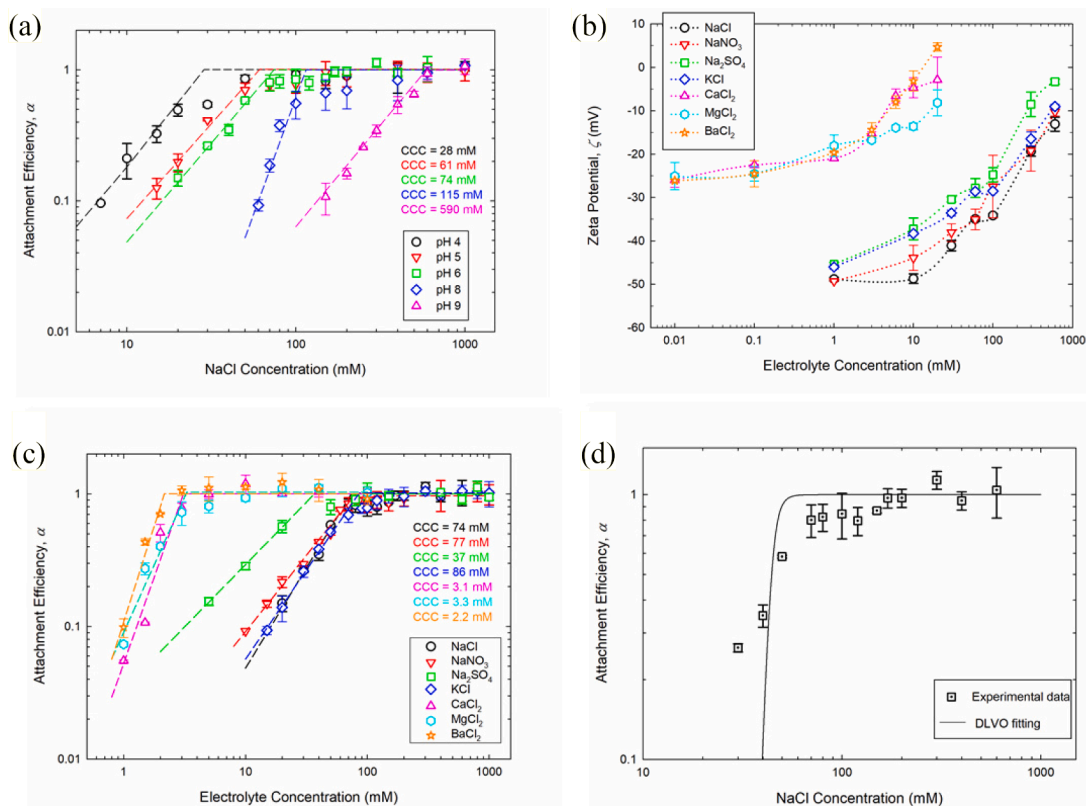 (a)
Attachment Efficiency, α
1
0.1
0.01
CCC = 28 mM
CCC = 61 mM
CCC = 74 mM
CCC = 115 mM
CCC = 590 mM
pH 4
pH 5
pH 6
pH 8
pH 9
10
100
1000
NaCl Concentration (mM)
(b)
Zeta Potential, ζ (mV)
10
0
-10
-20
-30
-40
-50
-60
NaCl
NaNO₃
Na₂SO₄
KCl
CaCl₂
MgCl₂
BaCl₂
0.01
0.1
1
10
100
1000
Electrolyte Concentration (mM)
(c)
Attachment Efficiency, α
1
0.1
0.01
CCC = 74 mM
CCC = 77 mM
CCC = 37 mM
CCC = 86 mM
CCC = 3.1 mM
CCC = 3.3 mM
CCC = 2.2 mM
NaCl
NaNO₃
Na₂SO₄
KCl
CaCl₂
MgCl₂
BaCl₂
1
10
100
1000
Electrolyte Concentration (mM)
(d)
Attachment Efficiency, α
1
0.1
Experimental data
DLVO fitting
10
100
1000
NaCl Concentration (mM)